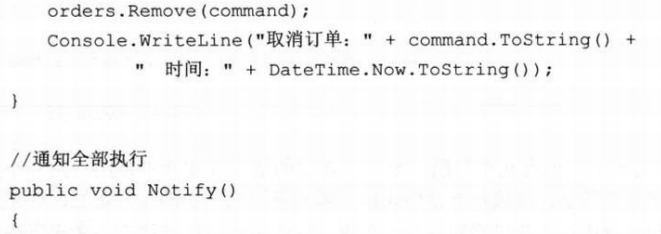 orders.Remove(command);
Console.WriteLine("取消订单：" + command.ToString() +
"  时间：" + DateTime.Now.ToString());
}
//通知全部执行
public void Notify()
{